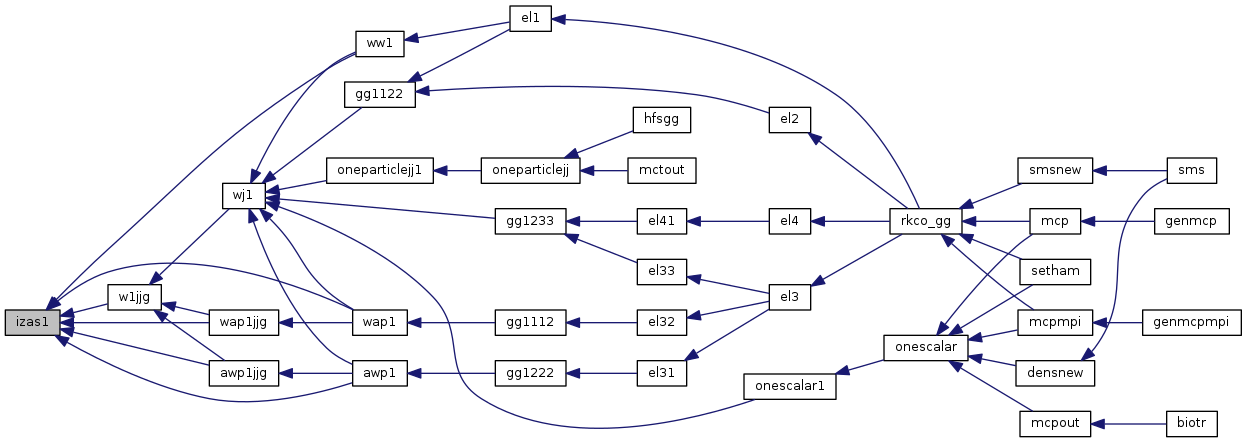 el1
ww1
gg1122
hfsgg
el2
oneparticlejj1
oneparticlejj
mctout
smsnew
sms
wj1
gg1233
el41
el4
rkco_gg
mcp
genmcp
el33
setham
w1jjg
el3
izas1
wap1jjg
wap1
gg1112
el32
mcpmpi
genmcpmpi
onescalar
awp1jjg
awp1
gg1222
el31
densnew
onescalar1
mcpout
biotr